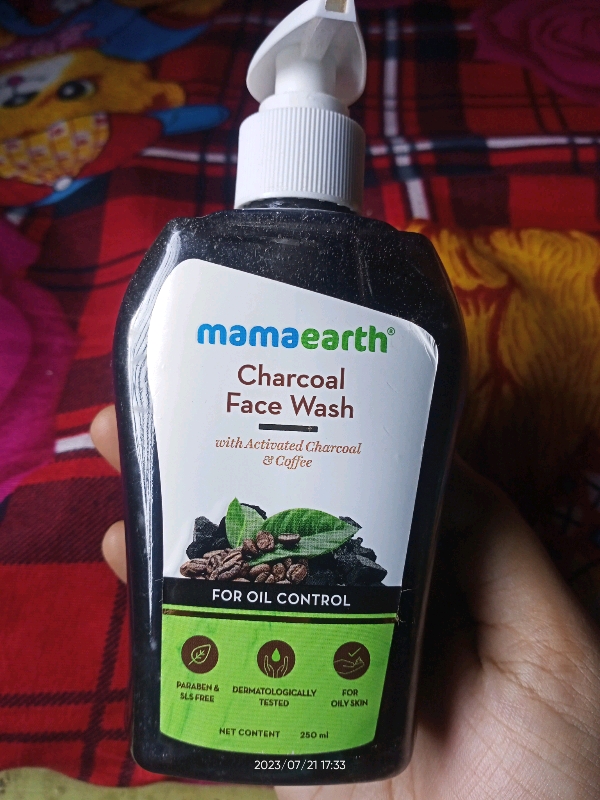 mamaearth®
Charcoal
Face Wash
with Activated Charcoal
& Coffee
FOR OIL CONTROL
PARABEN &
SLS FREE
DERMATOLOGICALLY
TESTED
FOR
OILY SKIN
NET CONTENT 250 ml
2023/07/21 17:33